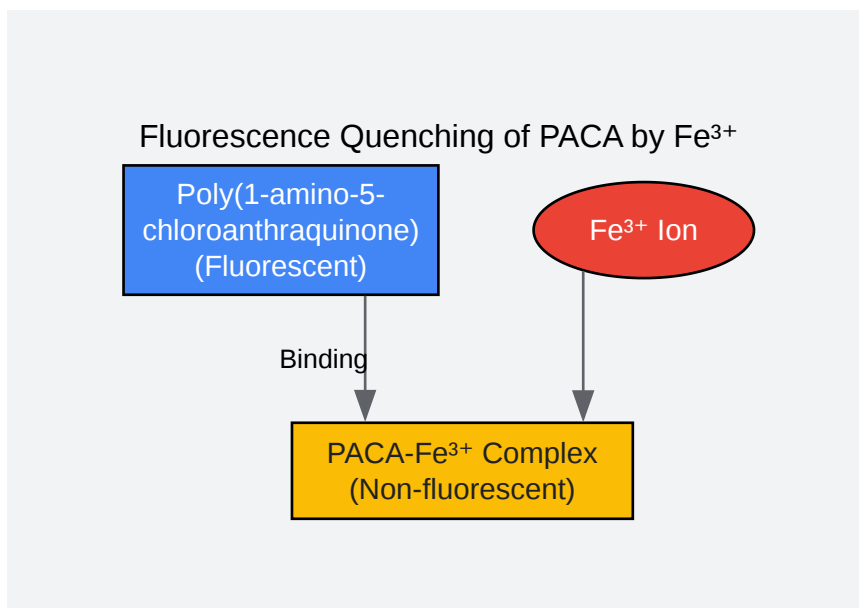 Fluorescence Quenching of PACA by Fe³⁺
Poly(1-amino-5-
chloroanthraquinone)
(Fluorescent)
Fe³⁺ Ion
Binding
PACA-Fe³⁺ Complex
(Non-fluorescent)